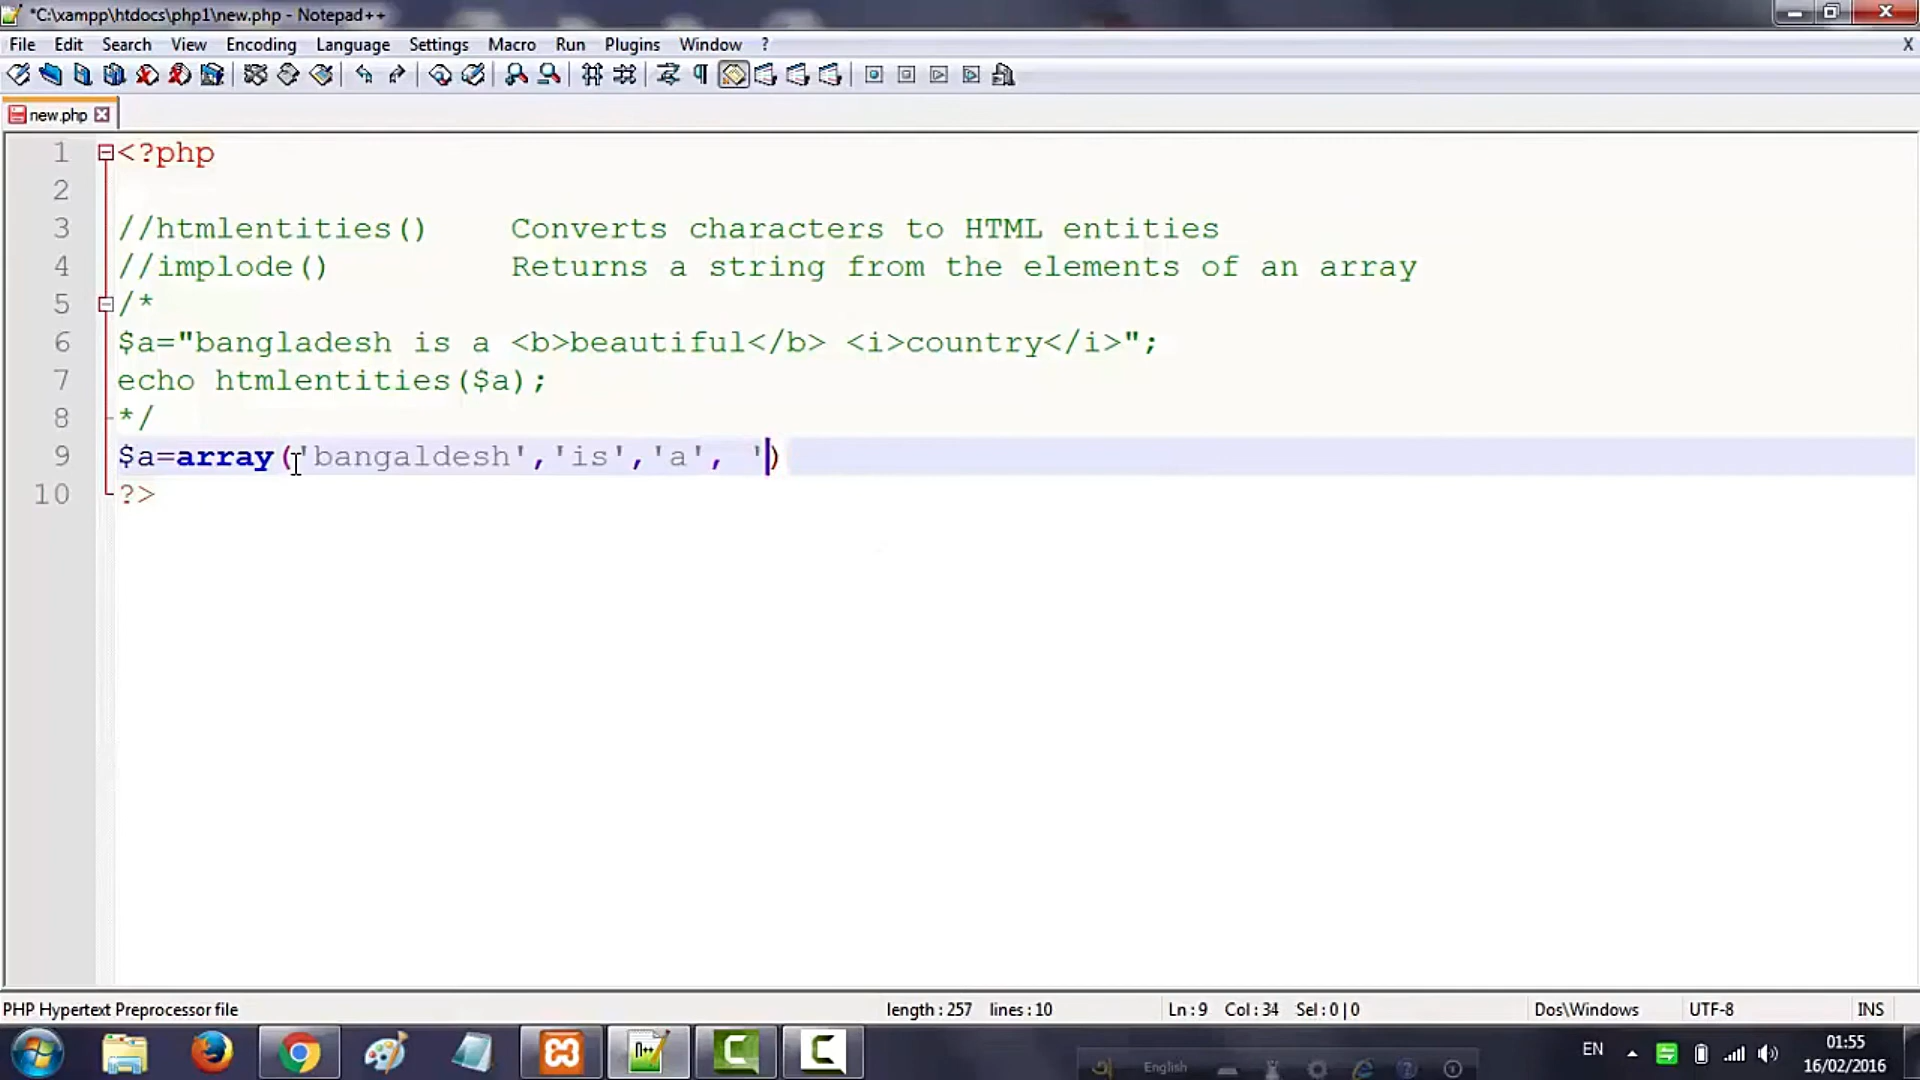 *C:\xampp\htdocs\php1\new.php - Notepad++
File Edit Search View Encoding Language Settings Macro Run Plugins Window ? X
new.php
1 <?php
2
3 //htmlentities() Converts characters to HTML entities
4 //implode() Returns a string from the elements of an array
5 /*
6 $a="bangladesh is a <b>beautiful</b> <i>country</i>";
7 echo htmlentities($a);
8 */
9 $a=array('bangaldesh','is','a', ')
10 ?>
PHP Hypertext Preprocessor file length : 257 lines : 10 Ln : 9 Col : 34 Sel : 0 | 0 Dos\Windows UTF-8 INS
English EN 01:55
16/02/2016